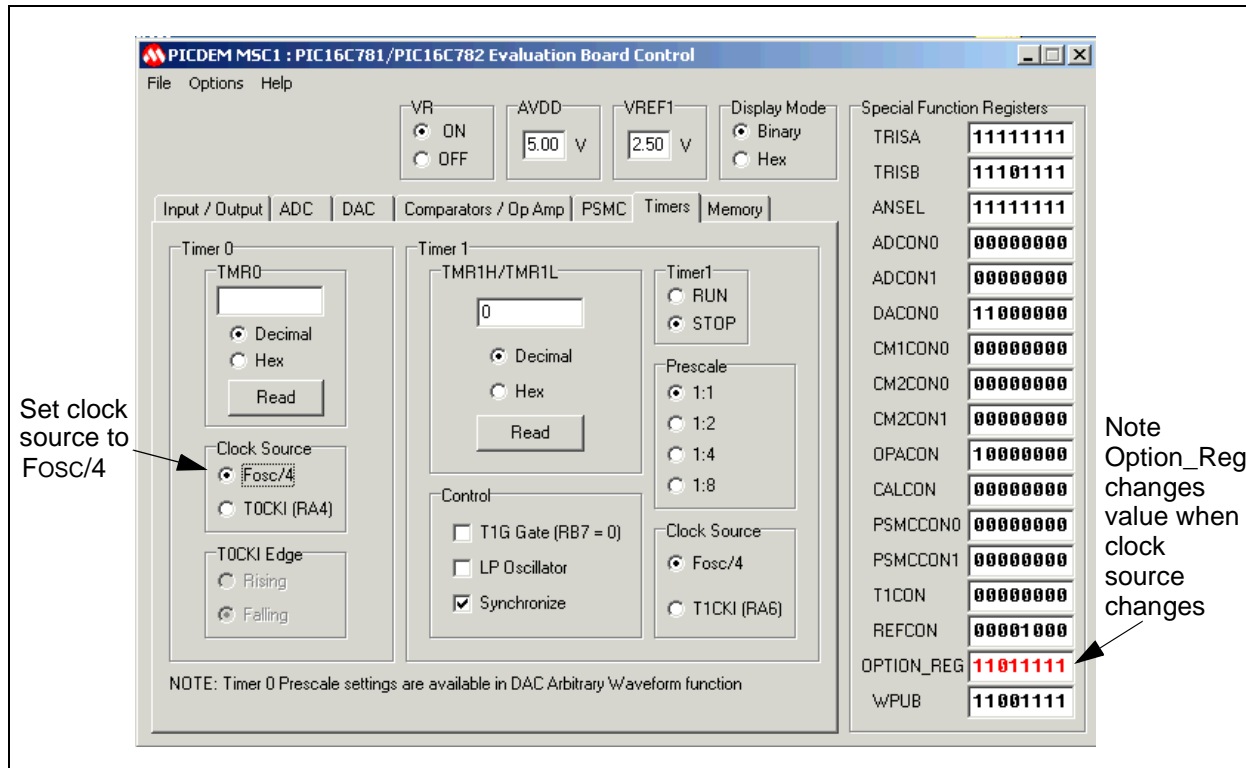 PICDEM MSC1 : PIC16C781/PIC16C782 Evaluation Board Control
File Options Help
VR
ON
OFF
AVDD
5.00 V
VREF1
2.50 V
Display Mode
Binary
Hex
Input / Output ADC DAC Comparators / Op Amp PSMC Timers Memory
Timer 0
TMR0
Decimal
Hex
Read
Clock Source
Fosc/4
T0CKI (RA4)
T0CKI Edge
Rising
Falling
Timer 1
TMR1H/TMR1L
0
Decimal
Hex
Read
Control
T1G Gate (RB7 = 0)
LP Oscillator
Synchronize
Timer1
RUN
STOP
Prescale
1:1
1:2
1:4
1:8
Clock Source
Fosc/4
T1CKI (RA6)
NOTE: Timer 0 Prescale settings are available in DAC Arbitrary Waveform function
Special Function Registers
TRISA 11111111
TRISB 11101111
ANSEL 11111111
ADCON0 00000000
ADCON1 00000000
DACON0 11000000
CM1CON0 00000000
CM2CON0 00000000
CM2CON1 00000000
OPACON 10000000
CALCON 00000000
PSMCCON0 00000000
PSMCCON1 00000000
T1CON 00000000
REFCON 00001000
OPTION_REG 11011111
WPUB 11001111
Set clock
source to
FOSC/4
Note
Option_Reg
changes
value when
clock
source
changes